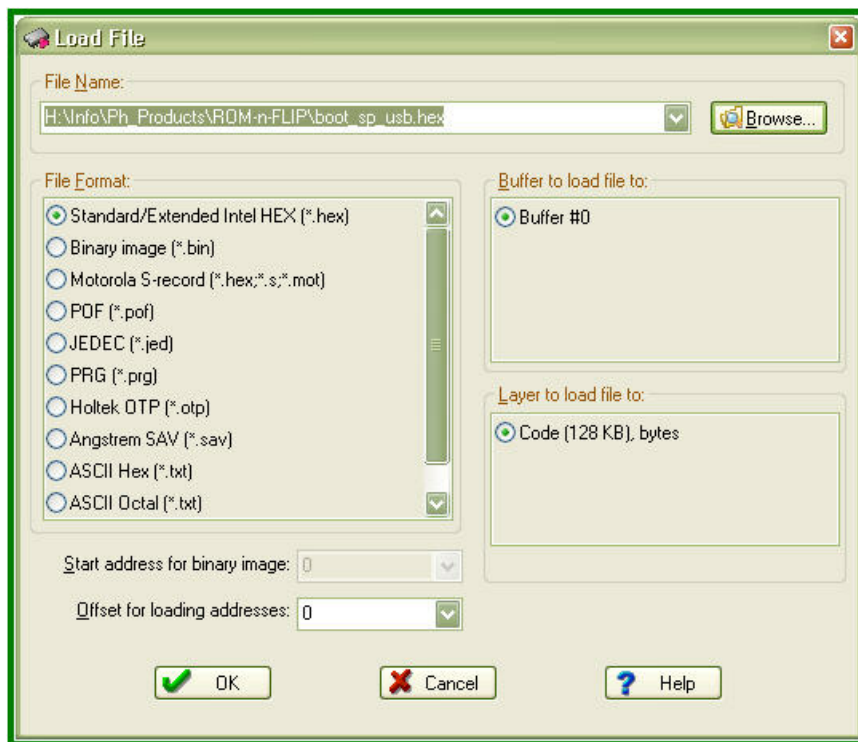 Load File
File Name:
H:\Info\Ph_Products\ROM-n-FLIP\boot_sp_usb.hex
Browse...
File Format:
Standard/Extended Intel HEX (*.hex)
Binary image (*.bin)
Motorola S-record (*.hex;*.s;*.mot)
POF (*.pof)
JEDEC (*.jed)
PRG (*.prg)
Holtek OTP (*.otp)
Angstrem SAV (*.sav)
ASCII Hex (*.txt)
ASCII Octal (*.txt)
Buffer to load file to:
Buffer #0
Layer to load file to:
Code (128 KB), bytes
Start address for binary image: 0
Offset for loading addresses: 0
OK Cancel Help